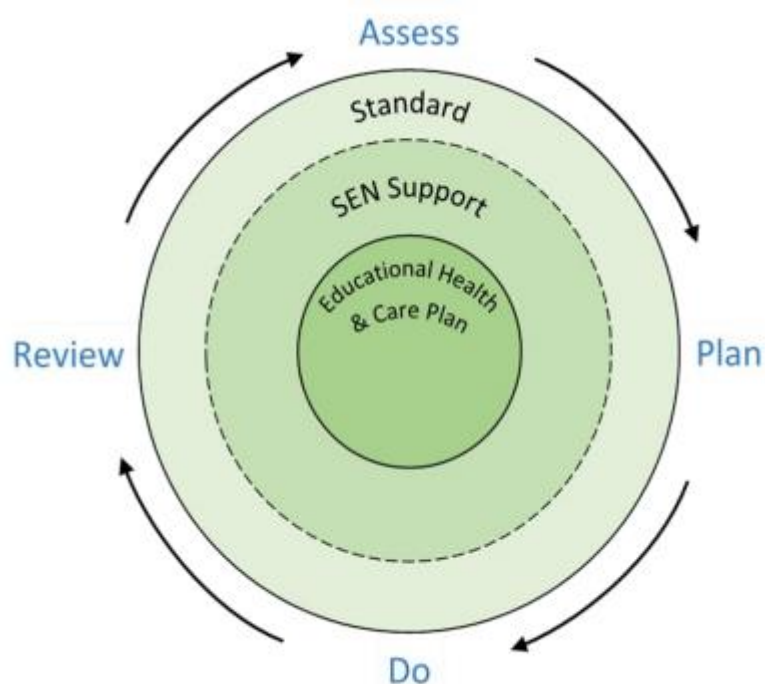 Assess
Standard
SEN Support
Educational Health
& Care Plan
Review
Plan
Do